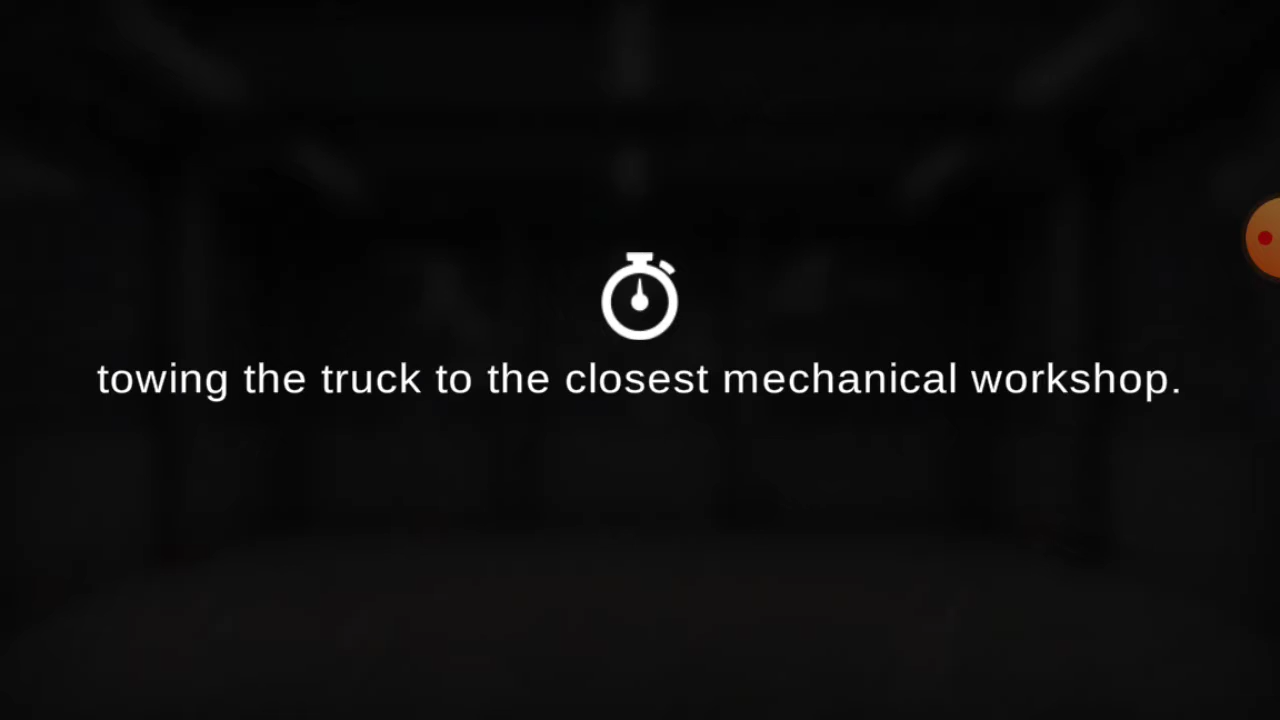 towing the truck to the closest mechanical workshop.